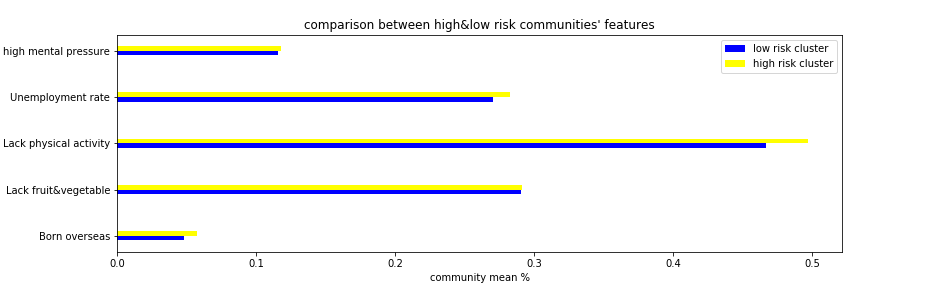 comparison between high&low risk communities' features
low risk cluster
high risk cluster
high mental pressure
Unemployment rate
Lack physical activity
Lack fruit&vegetable
Born overseas
0.0 0.1 0.2 0.3 0.4 0.5
community mean %